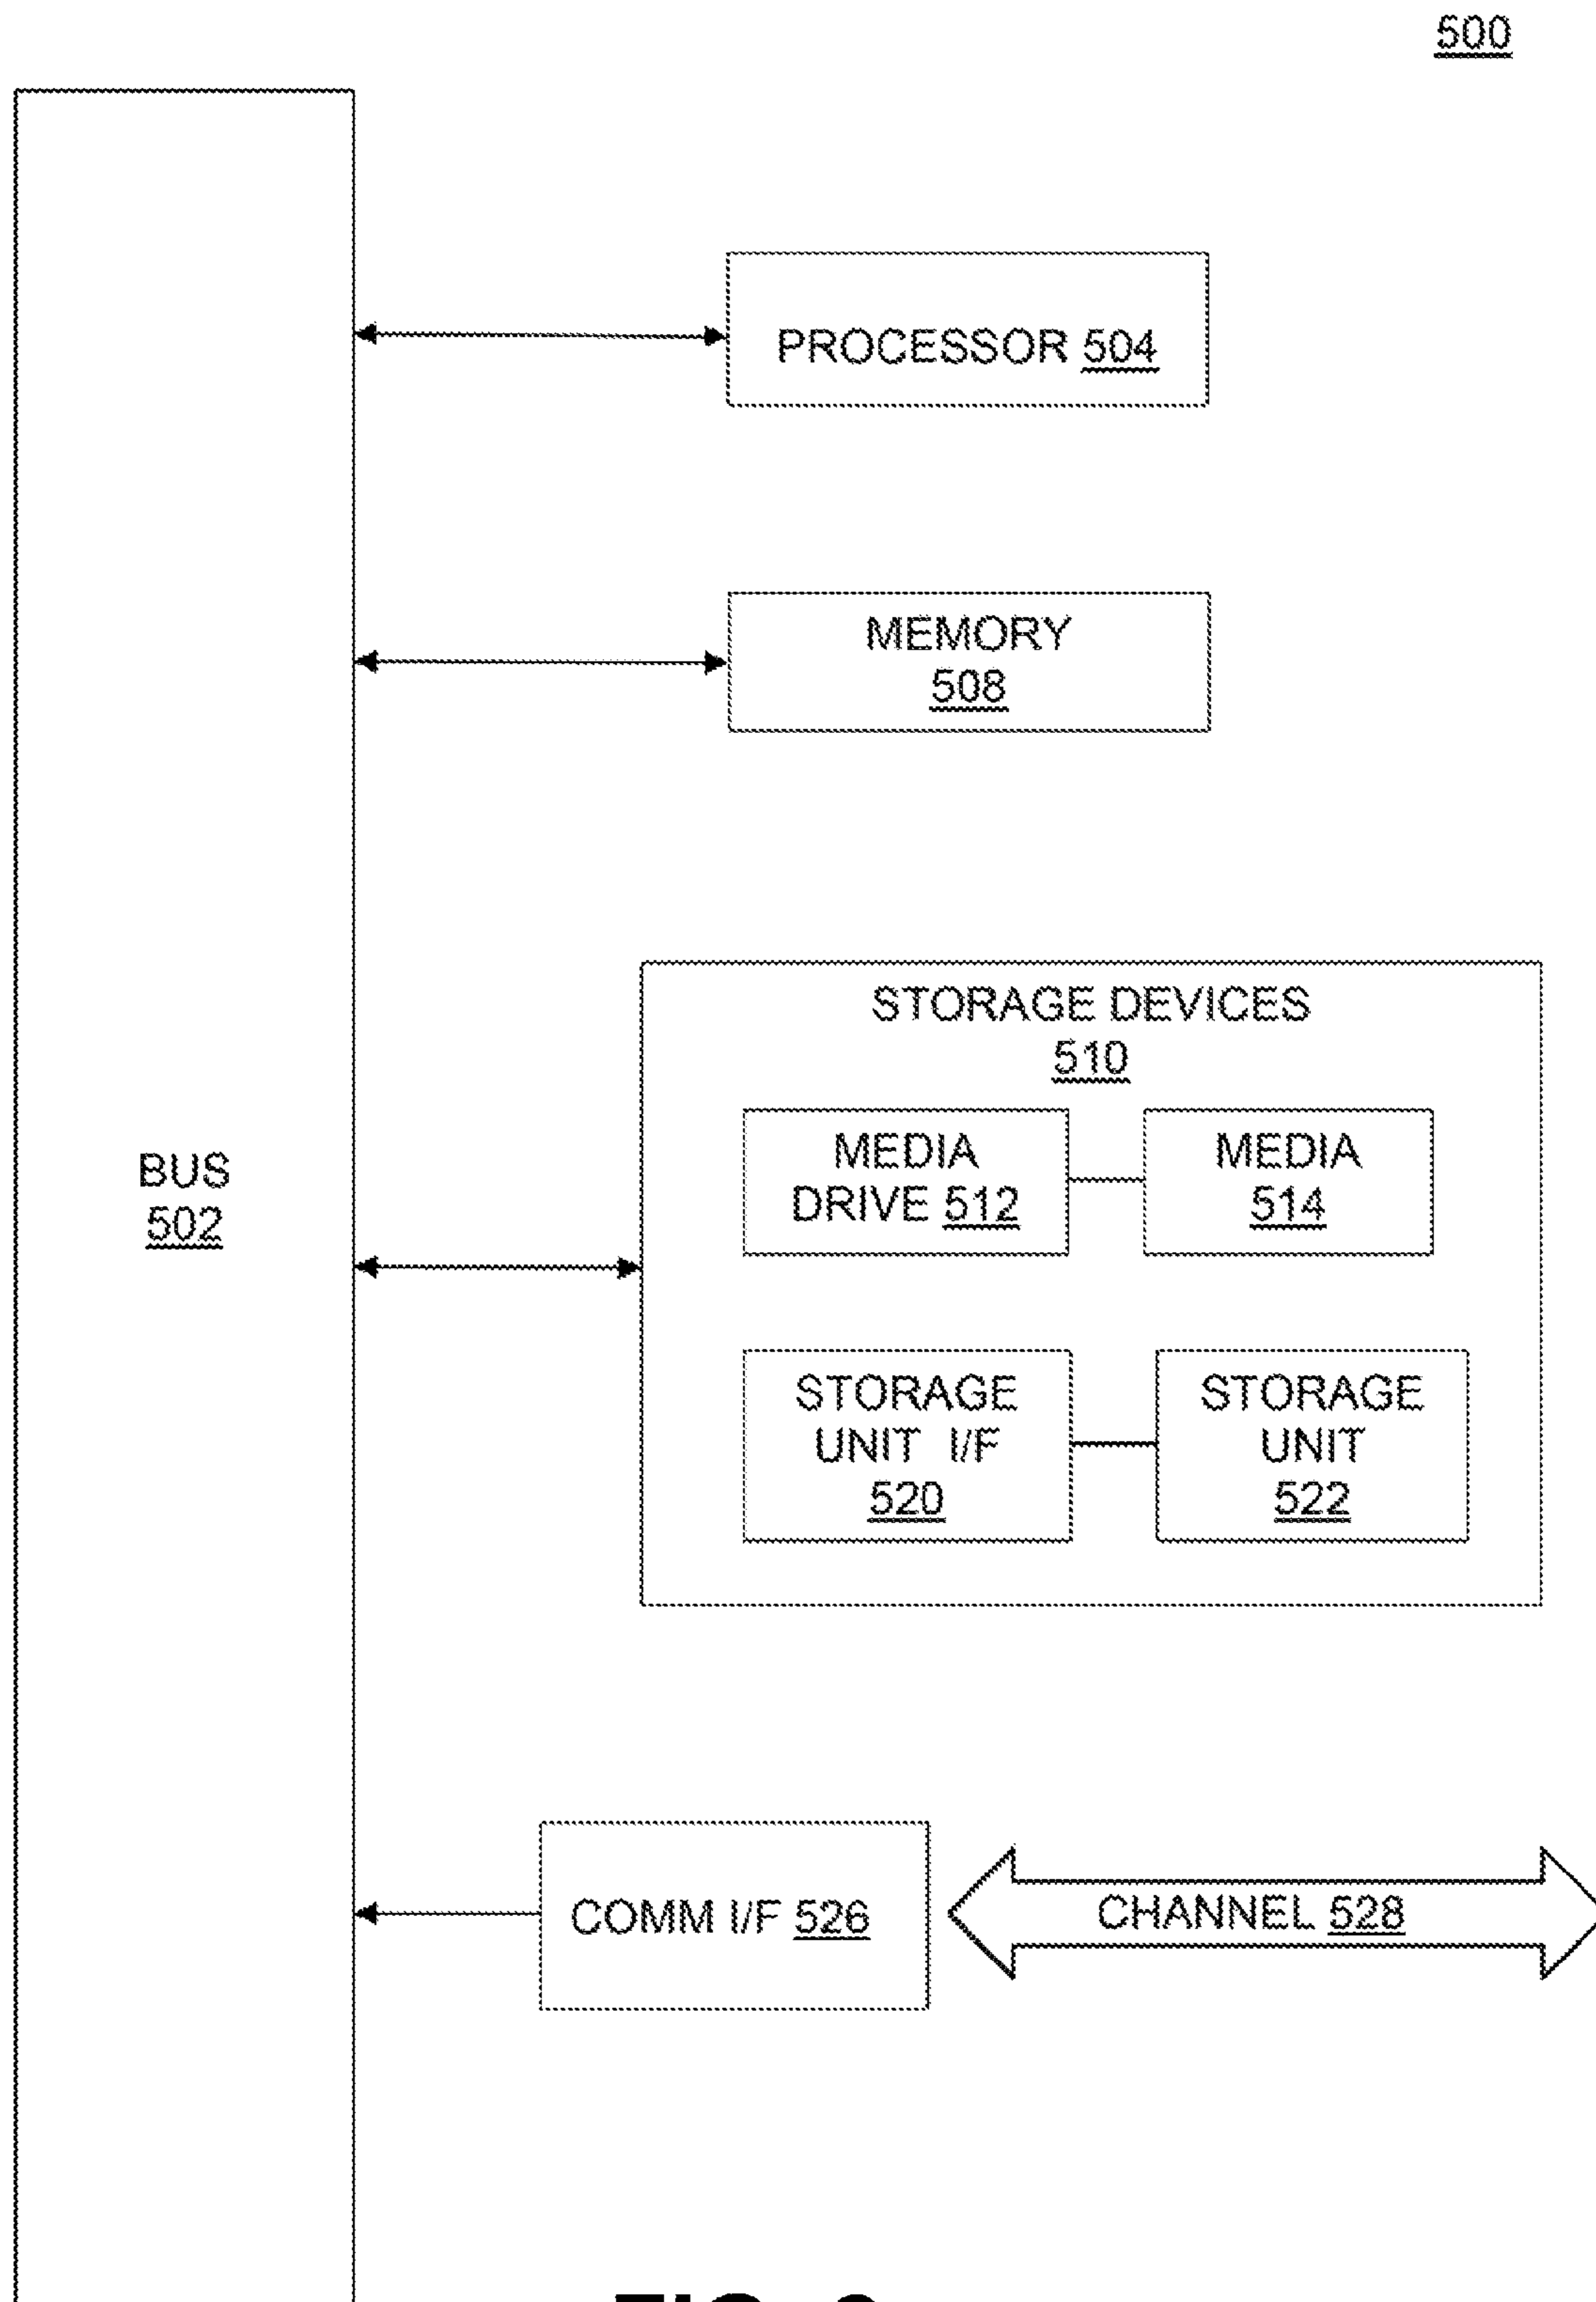 500
PROCESSOR 504
MEMORY
508
STORAGE DEVICES
510
MEDIA
DRIVE 512
MEDIA
514
BUS
502
STORAGE
UNIT I/F
520
STORAGE
UNIT
522
COMM I/F 526
CHANNEL 528